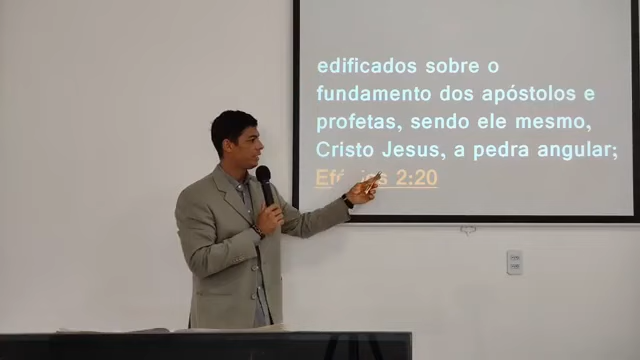 edificados sobre o
fundamento dos apóstolos e
profetas, sendo ele mesmo,
Cristo Jesus, a pedra angular;
2:20